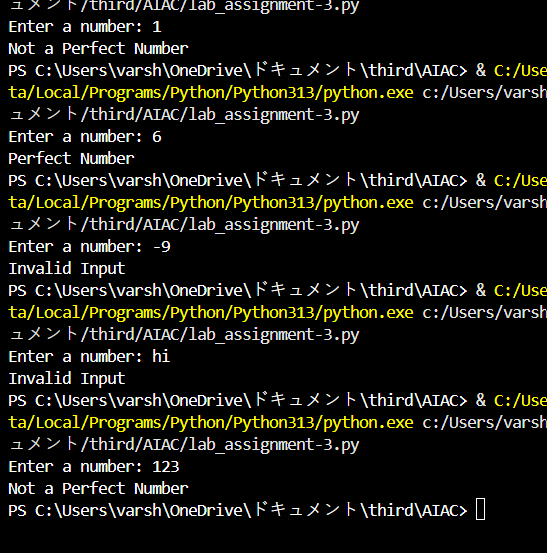 ュメント/third/AIAC/lab_assignment-3.py
Enter a number: 1
Not a Perfect Number
PS C:\Users\varsh\OneDrive\ドキュメント\third\AIAC> & C:/Use
ta/Local/Programs/Python/Python313/python.exe c:/Users/varsh
ュメント/third/AIAC/lab_assignment-3.py
Enter a number: 6
Perfect Number
PS C:\Users\varsh\OneDrive\ドキュメント\third\AIAC> & C:/Use
ta/Local/Programs/Python/Python313/python.exe c:/Users/varsh
ュメント/third/AIAC/lab_assignment-3.py
Enter a number: -9
Invalid Input
PS C:\Users\varsh\OneDrive\ドキュメント\third\AIAC> & C:/Use
ta/Local/Programs/Python/Python313/python.exe c:/Users/varsh
ュメント/third/AIAC/lab_assignment-3.py
Enter a number: hi
Invalid Input
PS C:\Users\varsh\OneDrive\ドキュメント\third\AIAC> & C:/Use
ta/Local/Programs/Python/Python313/python.exe c:/Users/varsh
ュメント/third/AIAC/lab_assignment-3.py
Enter a number: 123
Not a Perfect Number
PS C:\Users\varsh\OneDrive\ドキュメント\third\AIAC>